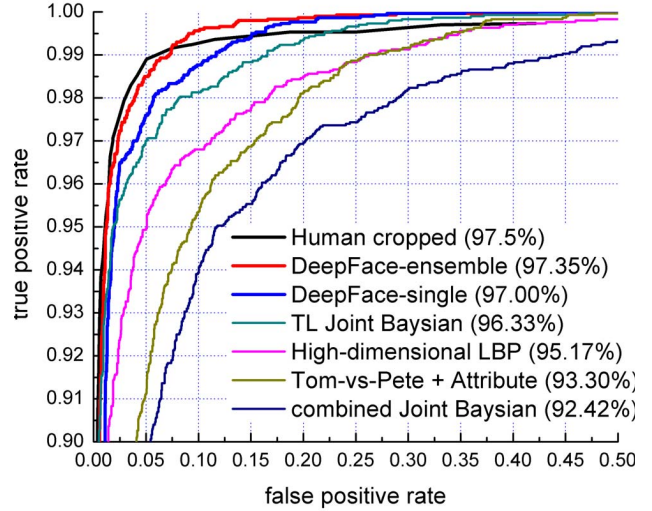 1.00
0.99
0.98
0.97
0.96
0.95
0.94
0.93
0.92
0.91
0.90
true positive rate
Human cropped (97.5%)
DeepFace-ensemble (97.35%)
DeepFace-single (97.00%)
TL Joint Baysian (96.33%)
High-dimensional LBP (95.17%)
Tom-vs-Pete + Attribute (93.30%)
combined Joint Baysian (92.42%)
0.00 0.05 0.10 0.15 0.20 0.25 0.30 0.35 0.40 0.45 0.50
false positive rate